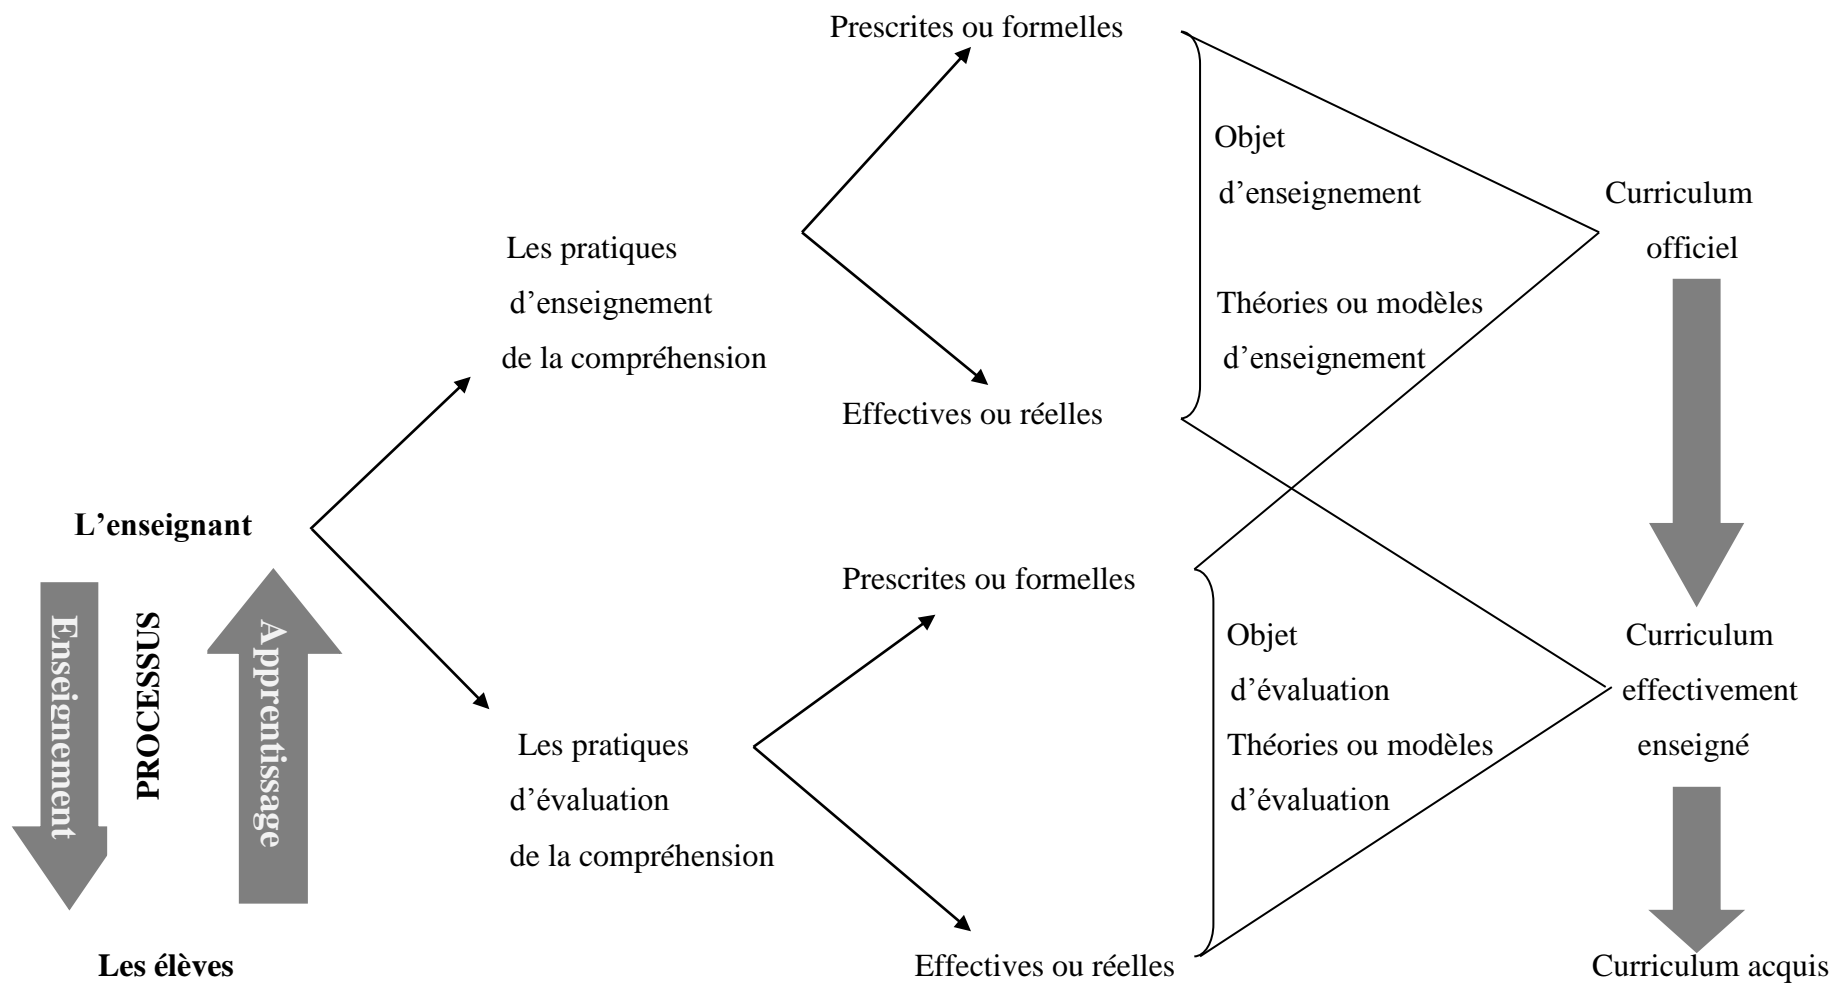 Prescrites ou formelles
Objet
d’enseignement
Curriculum
officiel
Les pratiques
d’enseignement
de la compréhension
Théories ou modèles
d’enseignement
Effectives ou réelles
L’enseignant
Prescrites ou formelles
Enseignement
PROCESSUS
Apprentissage
Objet
d’évaluation
Théories ou modèles
d’évaluation
Curriculum
effectivement
enseigné
Les pratiques
d’évaluation
de la compréhension
Les élèves
Effectives ou réelles
Curriculum acquis